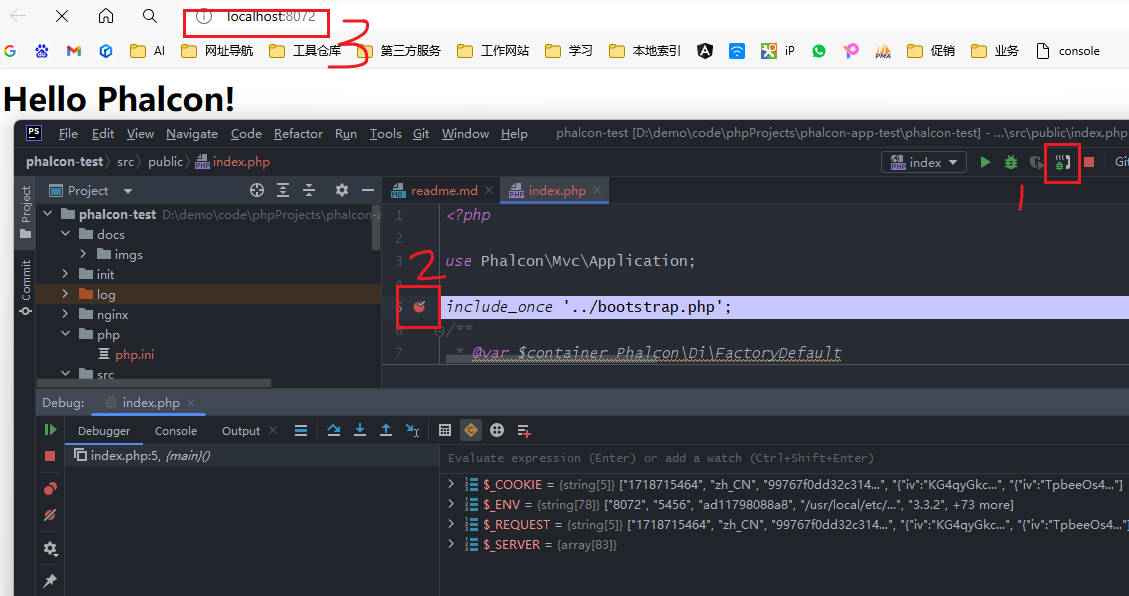 localhost:8072
3
AI 网址导航 工具仓库 第三方服务 工作网站 学习 本地索引 iP 促销 业务 console
Hello Phalcon!
PS File Edit View Navigate Code Refactor Run Tools Git Window Help phalcon-test [D:\demo\code\phpProjects\phalcon-app-test\phalcon-test] - ...\src\public\index.php
phalcon-test src public index.php index Git
1
Project Project readme.md index.php
phalcon-test D:\demo\code\phpProjects\phalcon-a
docs
imgs
init
log
nginx
php
php.ini
src
Commit
1 <?php
2
3 use Phalcon\Mvc\Application;
2
4
5 include_once '../bootstrap.php';
6 /**
7 * @var $container Phalcon\Di\FactoryDefault
Debug: index.php
Debugger Console Output
index.php:5, {main}()
Evaluate expression (Enter) or add a watch (Ctrl+Shift+Enter)
$_COOKIE = {string[5]} ["1718715464", "zh_CN", "99767f0dd32c314...", "{"iv":"KG4qyGkc...", "{"iv":"TpbeeOs4..."]
$_ENV = {string[78]} ["8072", "5456", "ad11798088a8", "/usr/local/etc/...", "3.3.2", +73 more]
$_REQUEST = {string[5]} ["1718715464", "zh_CN", "99767f0dd32c314...", "{"iv":"KG4qyGkc...", "{"iv":"TpbeeOs4..."]
$_SERVER = {array[83]}